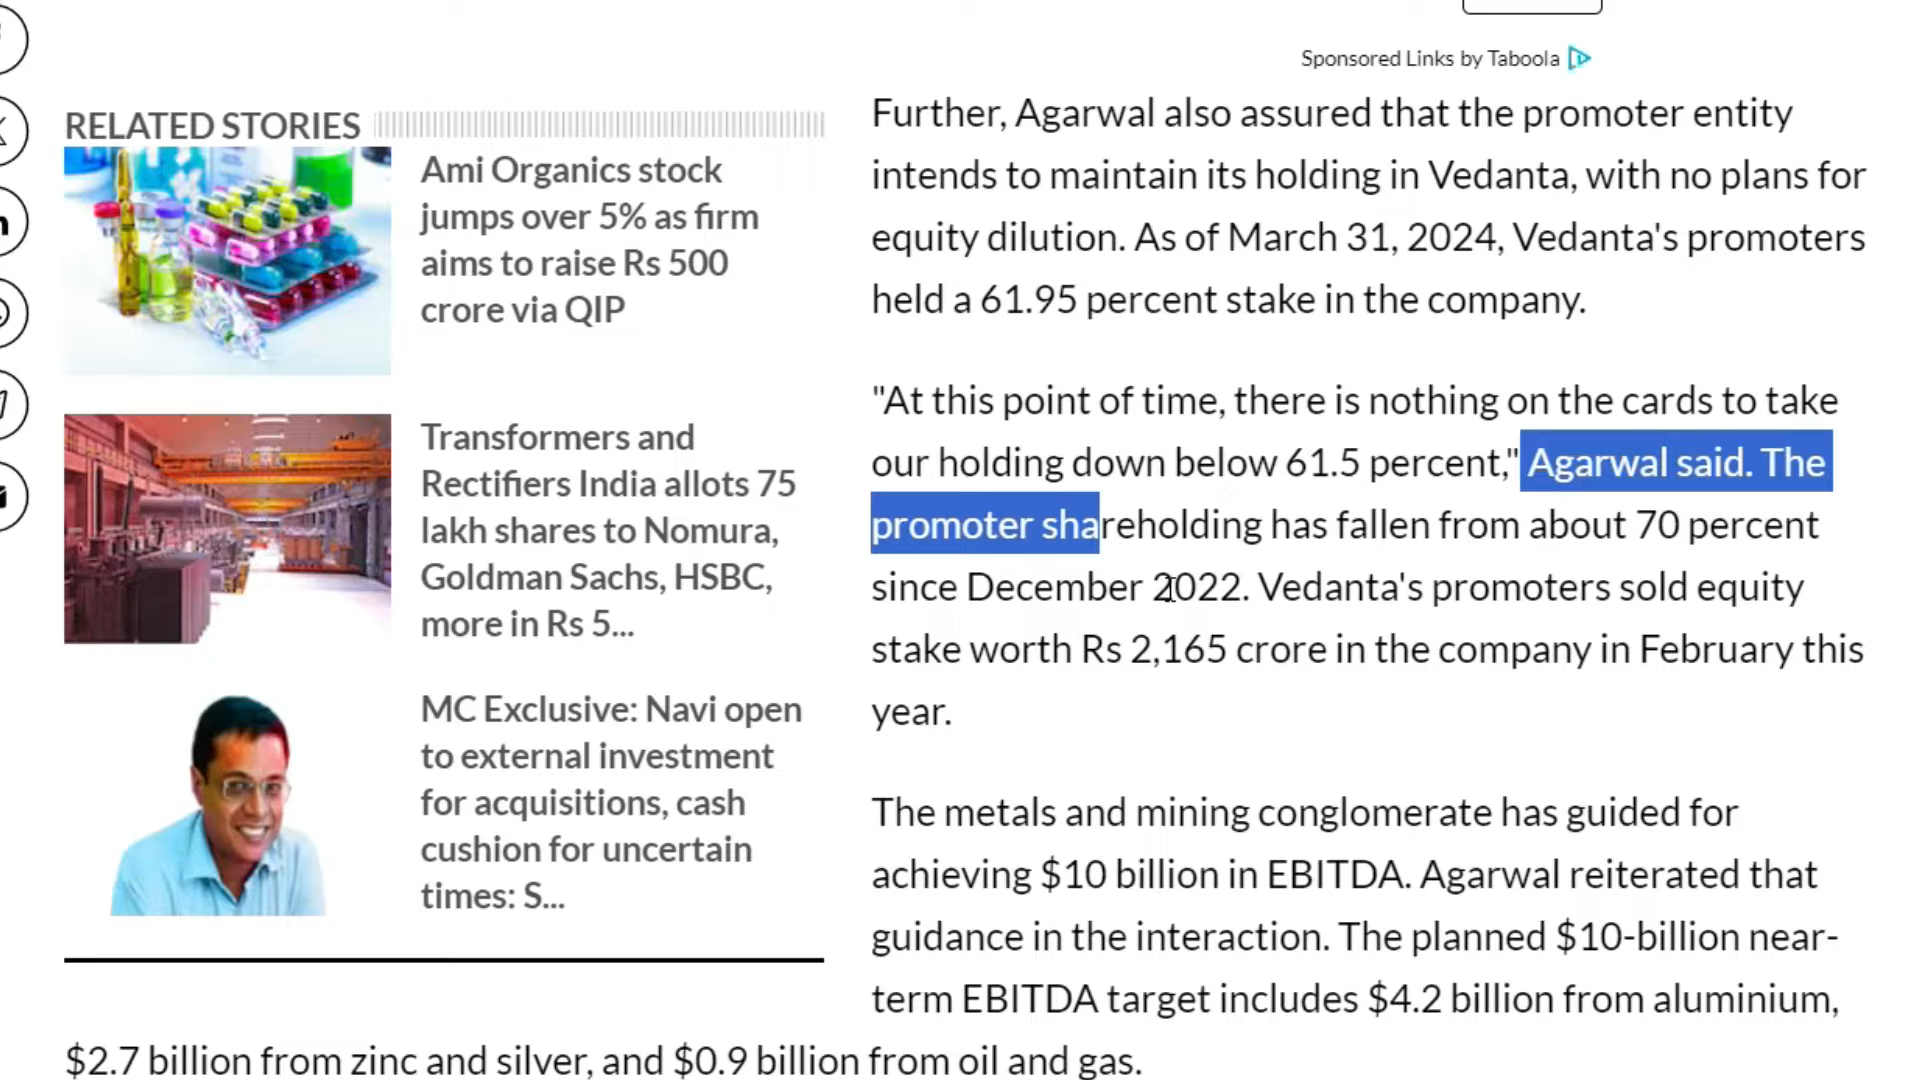 Sponsored Links by Taboola
RELATED STORIES
Ami Organics stock
jumps over 5% as firm
aims to raise Rs 500
crore via QIP
Transformers and
Rectifiers India allots 75
lakh shares to Nomura,
Goldman Sachs, HSBC,
more in Rs 5...
MC Exclusive: Navi open
to external investment
for acquisitions, cash
cushion for uncertain
times: S...
Further, Agarwal also assured that the promoter entity
intends to maintain its holding in Vedanta, with no plans for
equity dilution. As of March 31, 2024, Vedanta's promoters
held a 61.95 percent stake in the company.
"At this point of time, there is nothing on the cards to take
our holding down below 61.5 percent," Agarwal said. The
promoter shareholding has fallen from about 70 percent
since December 2022. Vedanta's promoters sold equity
stake worth Rs 2,165 crore in the company in February this
year.
The metals and mining conglomerate has guided for
achieving $10 billion in EBITDA. Agarwal reiterated that
guidance in the interaction. The planned $10-billion near-
term EBITDA target includes $4.2 billion from aluminium,
$2.7 billion from zinc and silver, and $0.9 billion from oil and gas.